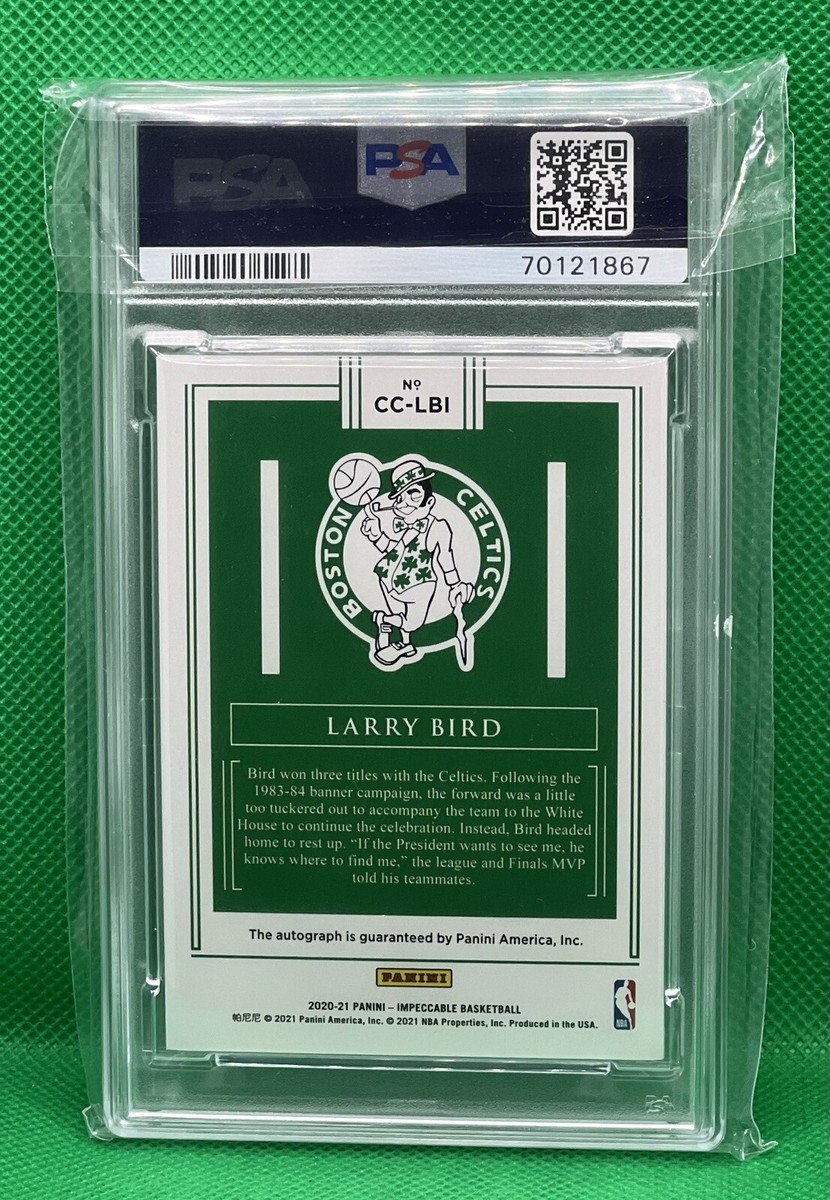 PSA
PSA
70121867
Nº
CC-LBI
BOSTON CELTICS
LARRY BIRD
Bird won three titles with the Celtics. Following the
1983-84 banner campaign, the forward was a little
too tuckered out to accompany the team to the White
House to continue the celebration. Instead, Bird headed
home to rest up. “If the President wants to see me, he
knows where to find me,” the league and Finals MVP
told his teammates.
The autograph is guaranteed by Panini America, Inc.
PANINI
2020-21 PANINI – IMPECCABLE BASKETBALL
帕尼尼 © 2021 Panini America, Inc. © 2021 NBA Properties, Inc. Produced in the USA.
NBA
PSA